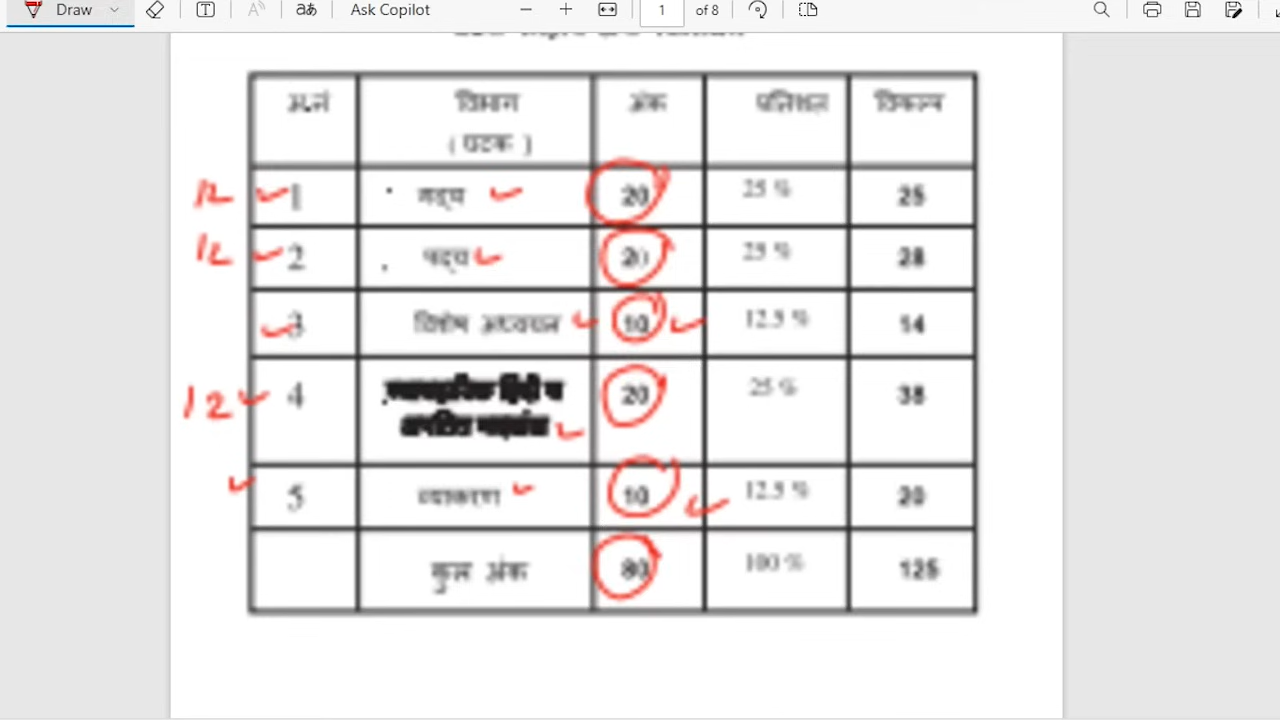 Draw Ask Copilot 1 of 8
अ.नं विभाग अंक प्रतिशत विकल्प
( घटक )
12 1 गद्य 20 25 % 25
12 2 पद्य 20 25 % 28
3 विशेष अध्ययन 10 12.5 % 14
12 4 व्यावहारिक हिंदी व 20 25 % 38
अपठित
5 व्याकरण 10 12.5 % 20
कुल अंक 80 100 % 125